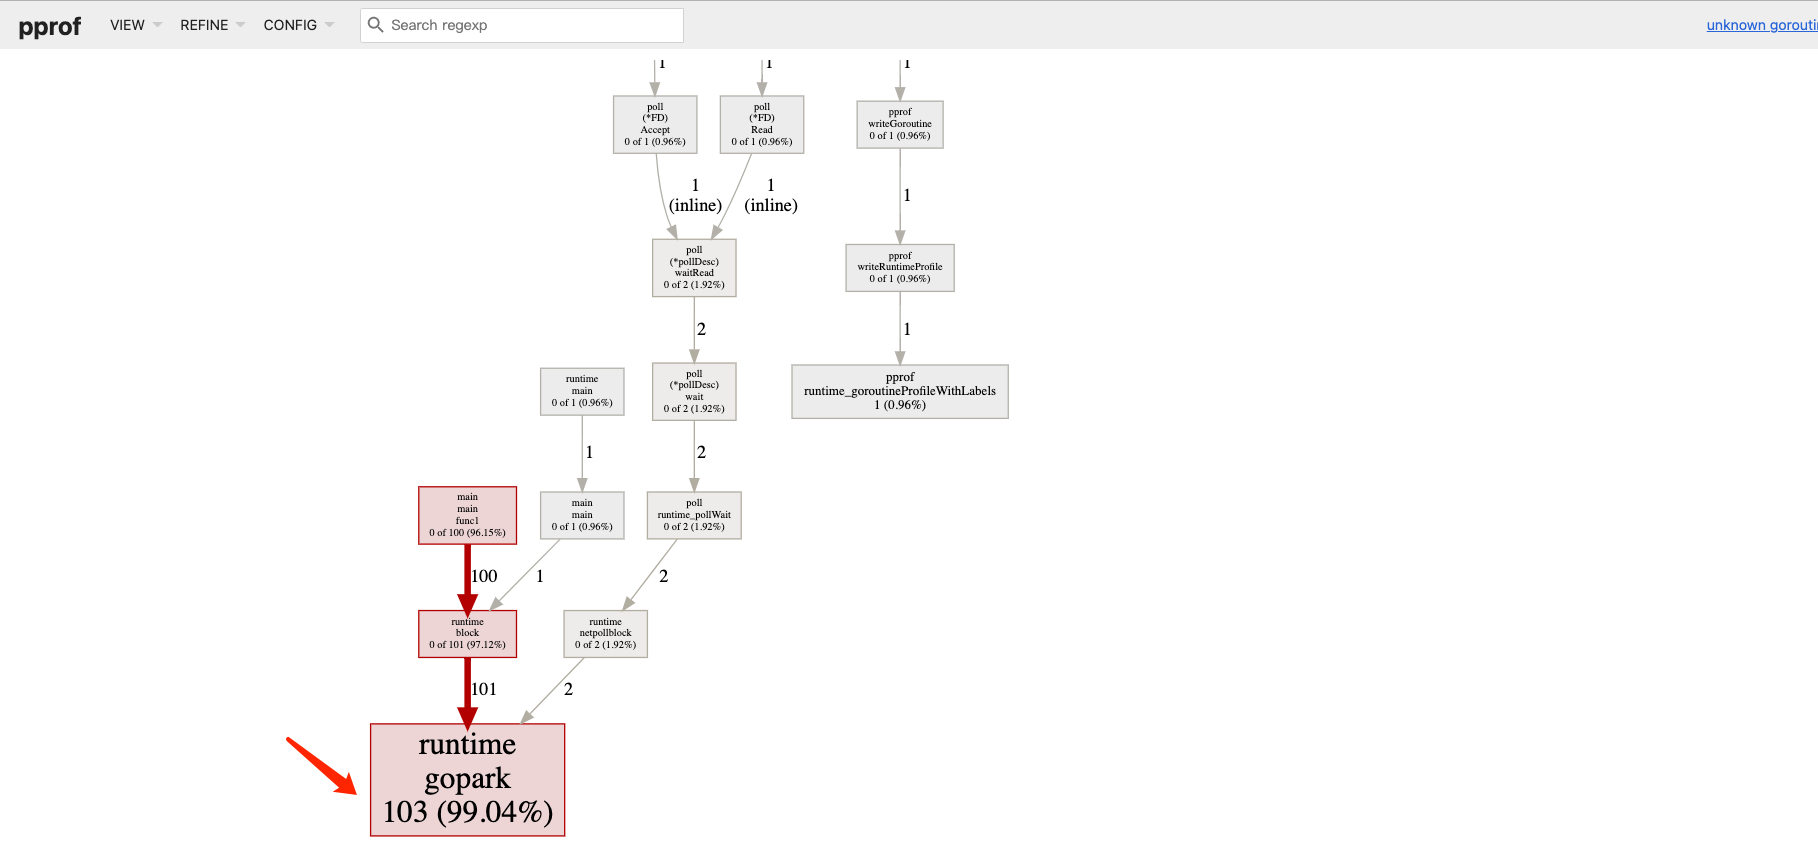 pprof VIEW REFINE CONFIG Search regexp unknown gorouti
1 1 1
poll
(*FD)
Accept
0 of 1 (0.96%)
poll
(*FD)
Read
0 of 1 (0.96%)
pprof
writeGoroutine
0 of 1 (0.96%)
1
(inline)
1
(inline)
1
poll
(*pollDesc)
waitRead
0 of 2 (1.92%)
pprof
writeRuntimeProfile
0 of 1 (0.96%)
2
1
runtime
main
0 of 1 (0.96%)
poll
(*pollDesc)
wait
0 of 2 (1.92%)
pprof
runtime_goroutineProfileWithLabels
1 (0.96%)
1
2
main
main
func1
0 of 100 (96.15%)
main
main
0 of 1 (0.96%)
poll
runtime_pollWait
0 of 2 (1.92%)
100
1
2
runtime
block
0 of 101 (97.12%)
runtime
netpollblock
0 of 2 (1.92%)
101
2
runtime
gopark
103 (99.04%)